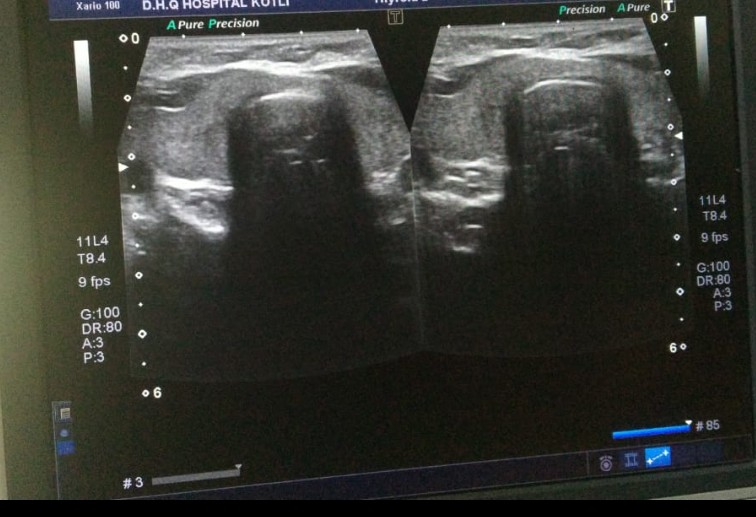 Xario 100 D.H.Q HOSPITAL KOTLI
APure Precision
T
Precision APure
T
0
0
11L4
T8.4
9 fps
G:100
DR:80
A:3
P:3
6
# 3
11L4
T8.4
9 fps
G:100
DR:80
A:3
P:3
6
# 85